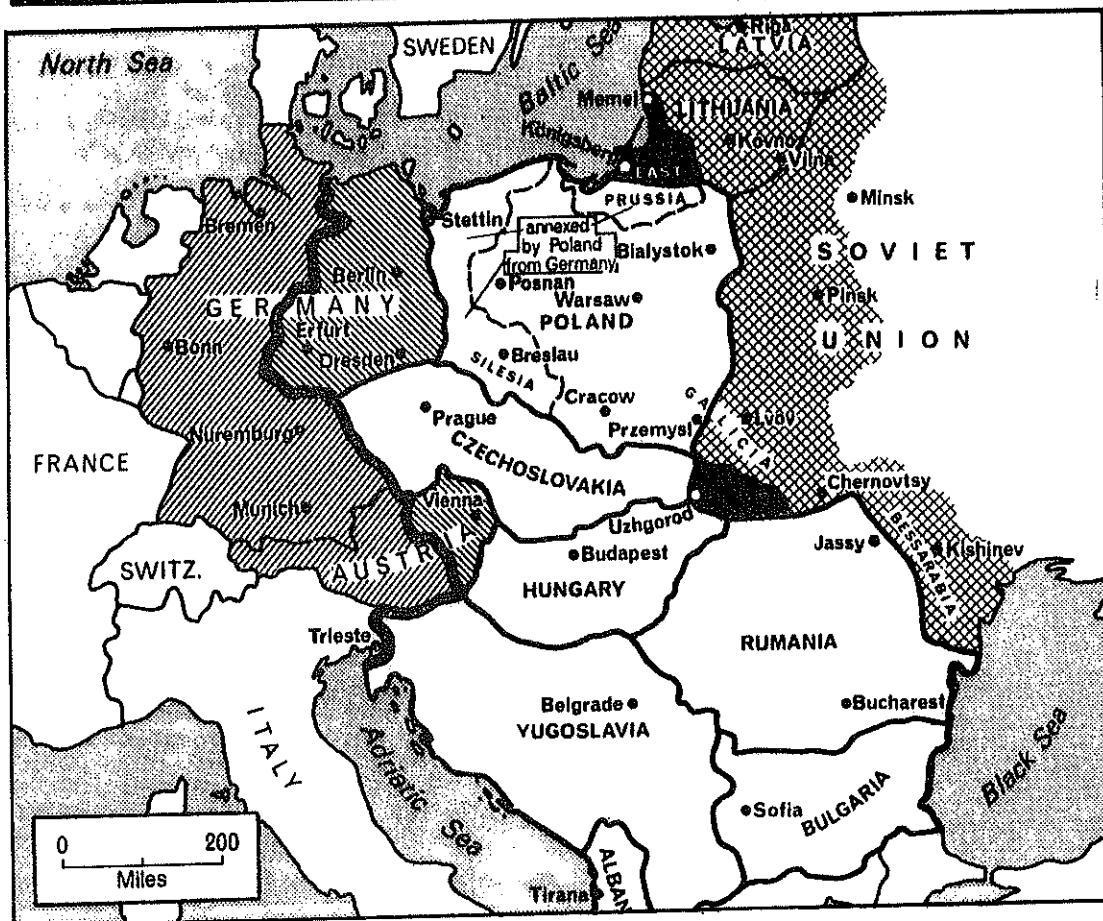 North Sea
SWEDEN
Baltic Sea
Riga
LATVIA
Memel
LITHUANIA
Königsberg
Kovno
Vilna
EAST
PRUSSIA
Minsk
Bremen
Stettin
annexed
by Poland
from Germany
Bialystok
SOVIET
UNION
Berlin
Posnan
Warsaw
POLAND
Pinsk
GERMANY
Erfurt
Bonn
Dresden
Breslau
SILESIA
Cracow
Przemysl
GALICIA
Lvov
Prague
Nuremburg
CZECHOSLOVAKIA
FRANCE
Chernovtsy
Munich
Vienna
Uzhgorod
Budapest
AUSTRIA
HUNGARY
Jassy
BESSARABIA
Kishinev
SWITZ.
Trieste
RUMANIA
ITALY
Belgrade
YUGOSLAVIA
Bucharest
Adriatic
Sea
Black Sea
Sofia
BULGARIA
0 200
Miles
ALBAN
Tirana